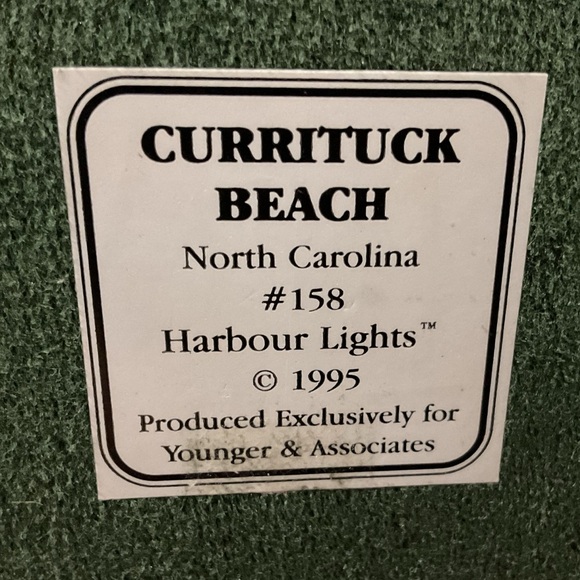 CURRITUCK
BEACH
North Carolina
#158
Harbour Lights™
© 1995
Produced Exclusively for
Younger & Associates